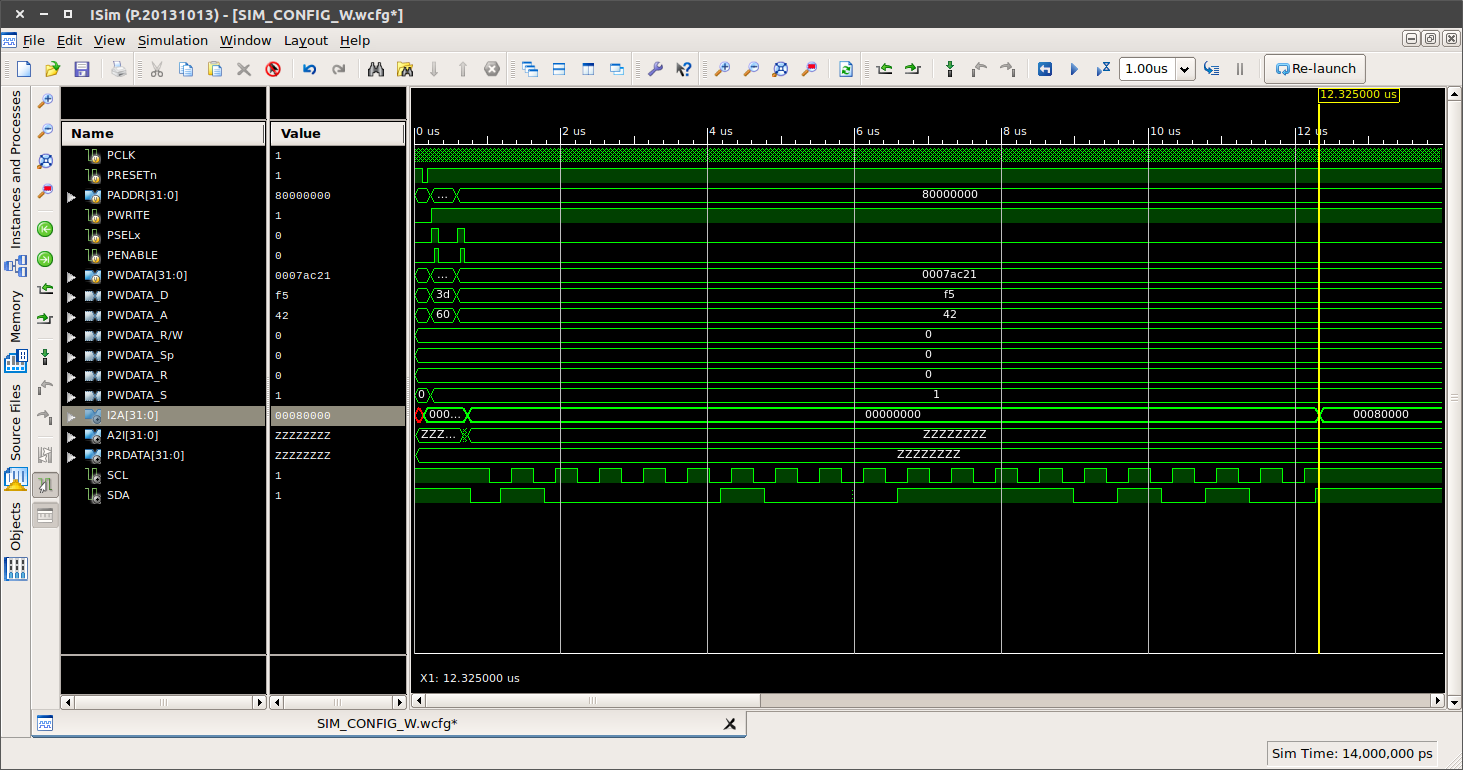 ISim (P.20131013) - [SIM_CONFIG_W.wcfg*]
File Edit View Simulation Window Layout Help
1.00us Re-launch
Instances and Processes
Memory
Source Files
Objects
12.325000 us
Name Value
0 us 2 us 4 us 6 us 8 us 10 us 12 us
PCLK 1
PRESETn 1
PADDR[31:0] 80000000 ... 80000000
PWRITE 1
PSELx 0
PENABLE 0
PWDATA[31:0] 0007ac21 ... 0007ac21
PWDATA_D f5 3d f5
PWDATA_A 42 60 42
PWDATA_R/W 0 0
PWDATA_Sp 0 0
PWDATA_R 0 0
PWDATA_S 1 0 1
I2A[31:0] 00080000 000... 00000000 00080000
A2I[31:0] ZZZZZZZZ ZZZ... ZZZZZZZZ
PRDATA[31:0] ZZZZZZZZ ZZZZZZZZ
SCL 1
SDA 1
X1: 12.325000 us
SIM_CONFIG_W.wcfg*
Sim Time: 14,000,000 ps